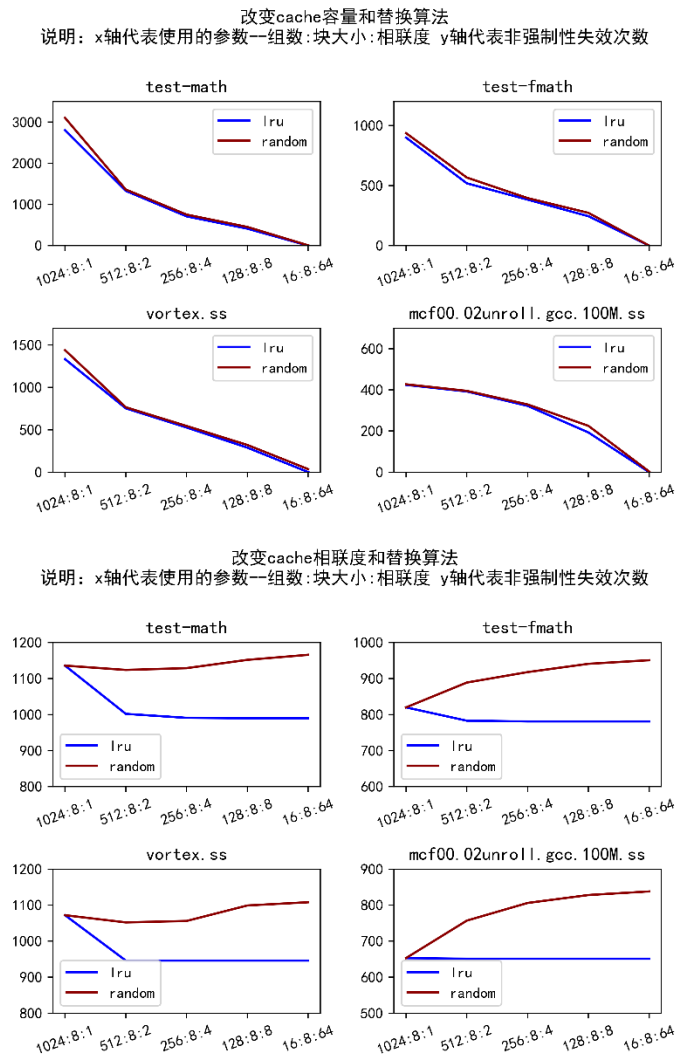 改变cache容量和替换算法
说明: x轴代表使用的参数--组数:块大小:相联度 y轴代表非强制性失效次数
test-math
3000
2000
1000
0
lru
random
1024:8:1 512:8:2 256:8:4 128:8:8 16:8:64
test-fmath
1000
500
0
lru
random
1024:8:1 512:8:2 256:8:4 128:8:8 16:8:64
vortex.ss
1500
1000
500
0
lru
random
1024:8:1 512:8:2 256:8:4 128:8:8 16:8:64
mcf00.02unroll.gcc.100M.ss
600
400
200
0
lru
random
1024:8:1 512:8:2 256:8:4 128:8:8 16:8:64
改变cache相联度和替换算法
说明: x轴代表使用的参数--组数:块大小:相联度 y轴代表非强制性失效次数
test-math
1200
1100
1000
900
800
lru
random
1024:8:1 512:8:2 256:8:4 128:8:8 16:8:64
test-fmath
1000
900
800
700
600
lru
random
1024:8:1 512:8:2 256:8:4 128:8:8 16:8:64
vortex.ss
1200
1100
1000
900
800
lru
random
1024:8:1 512:8:2 256:8:4 128:8:8 16:8:64
mcf00.02unroll.gcc.100M.ss
900
800
700
600
500
lru
random
1024:8:1 512:8:2 256:8:4 128:8:8 16:8:64